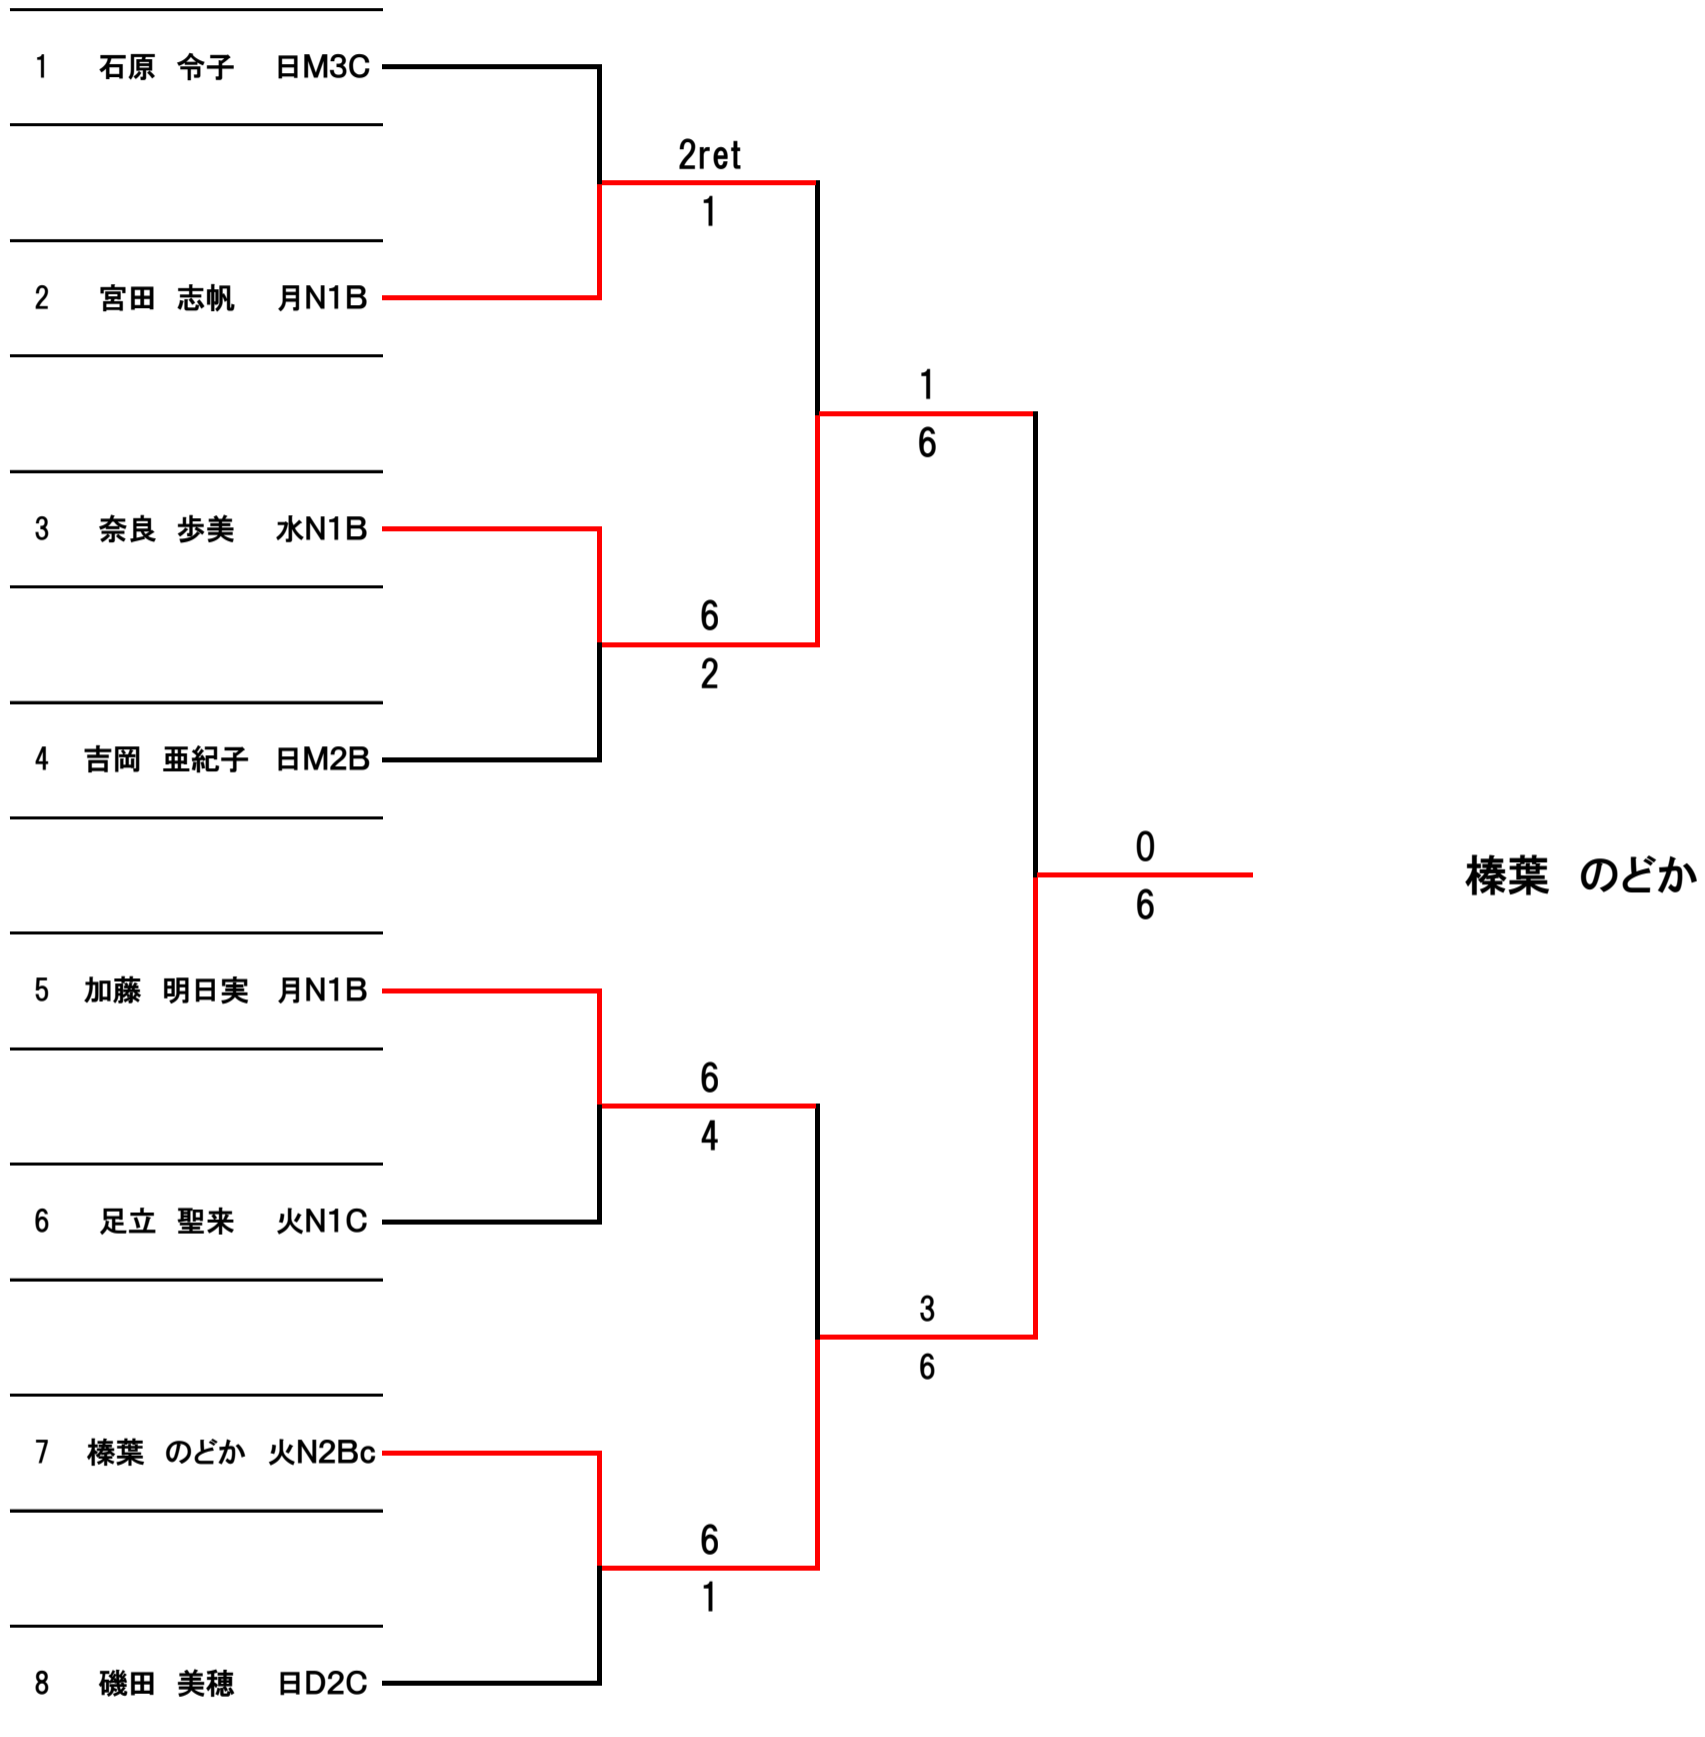 1 石原 令子 日M3C
2ret
1
2 宮田 志帆 月N1B
1
6
3 奈良 歩美 水N1B
6
2
4 吉岡 亜紀子 日M2B
0
6
榛葉 のどか
5 加藤 明日実 月N1B
6
4
6 足立 聖来 火N1C
3
6
7 榛葉 のどか 火N2Bc
6
1
8 磯田 美穂 日D2C